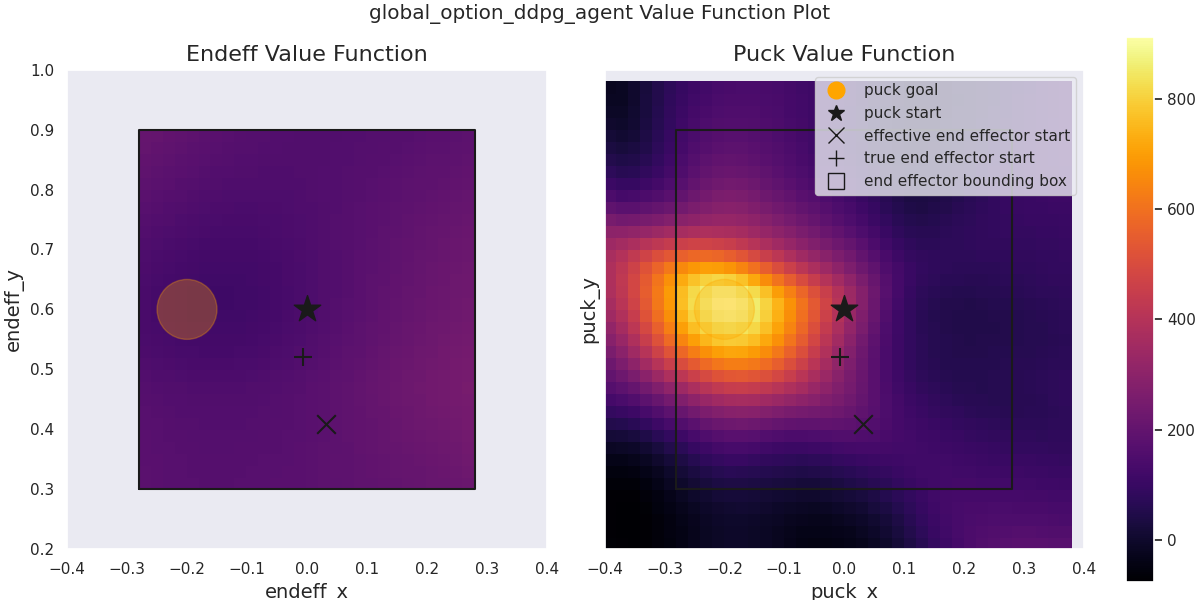 global_option_ddpg_agent Value Function Plot
Endeff Value Function
endeff_y
1.0
0.9
0.8
0.7
0.6
0.5
0.4
0.3
0.2
−0.4 −0.3 −0.2 −0.1 0.0 0.1 0.2 0.3 0.4
endeff_x
Puck Value Function
puck_y
puck goal
puck start
effective end effector start
true end effector start
end effector bounding box
−0.4 −0.3 −0.2 −0.1 0.0 0.1 0.2 0.3 0.4
puck_x
800
600
400
200
0